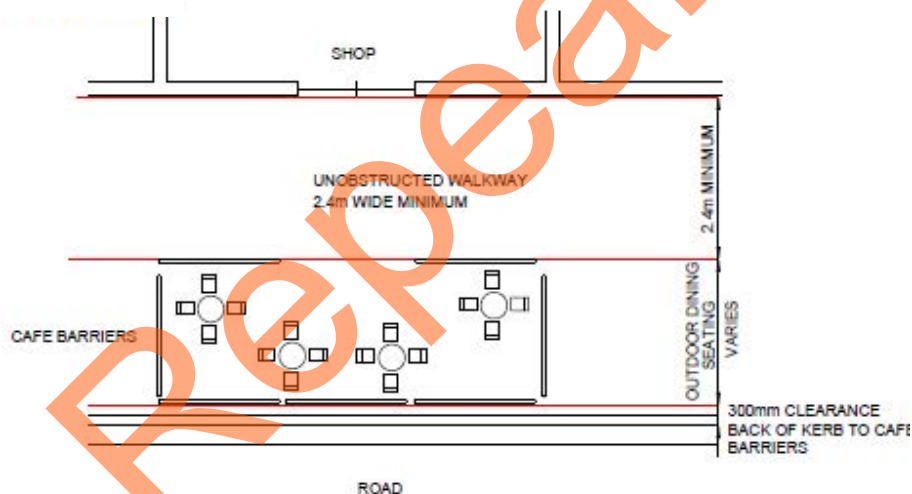 SHOP
UNOBSTRUCTED WALKWAY
2.4m WIDE MINIMUM
2.4m MINIMUM
CAFE BARRIERS
OUTDOOR DINING
SEATING
VARIES
300mm CLEARANCE
BACK OF KERB TO CAFE
BARRIERS
ROAD